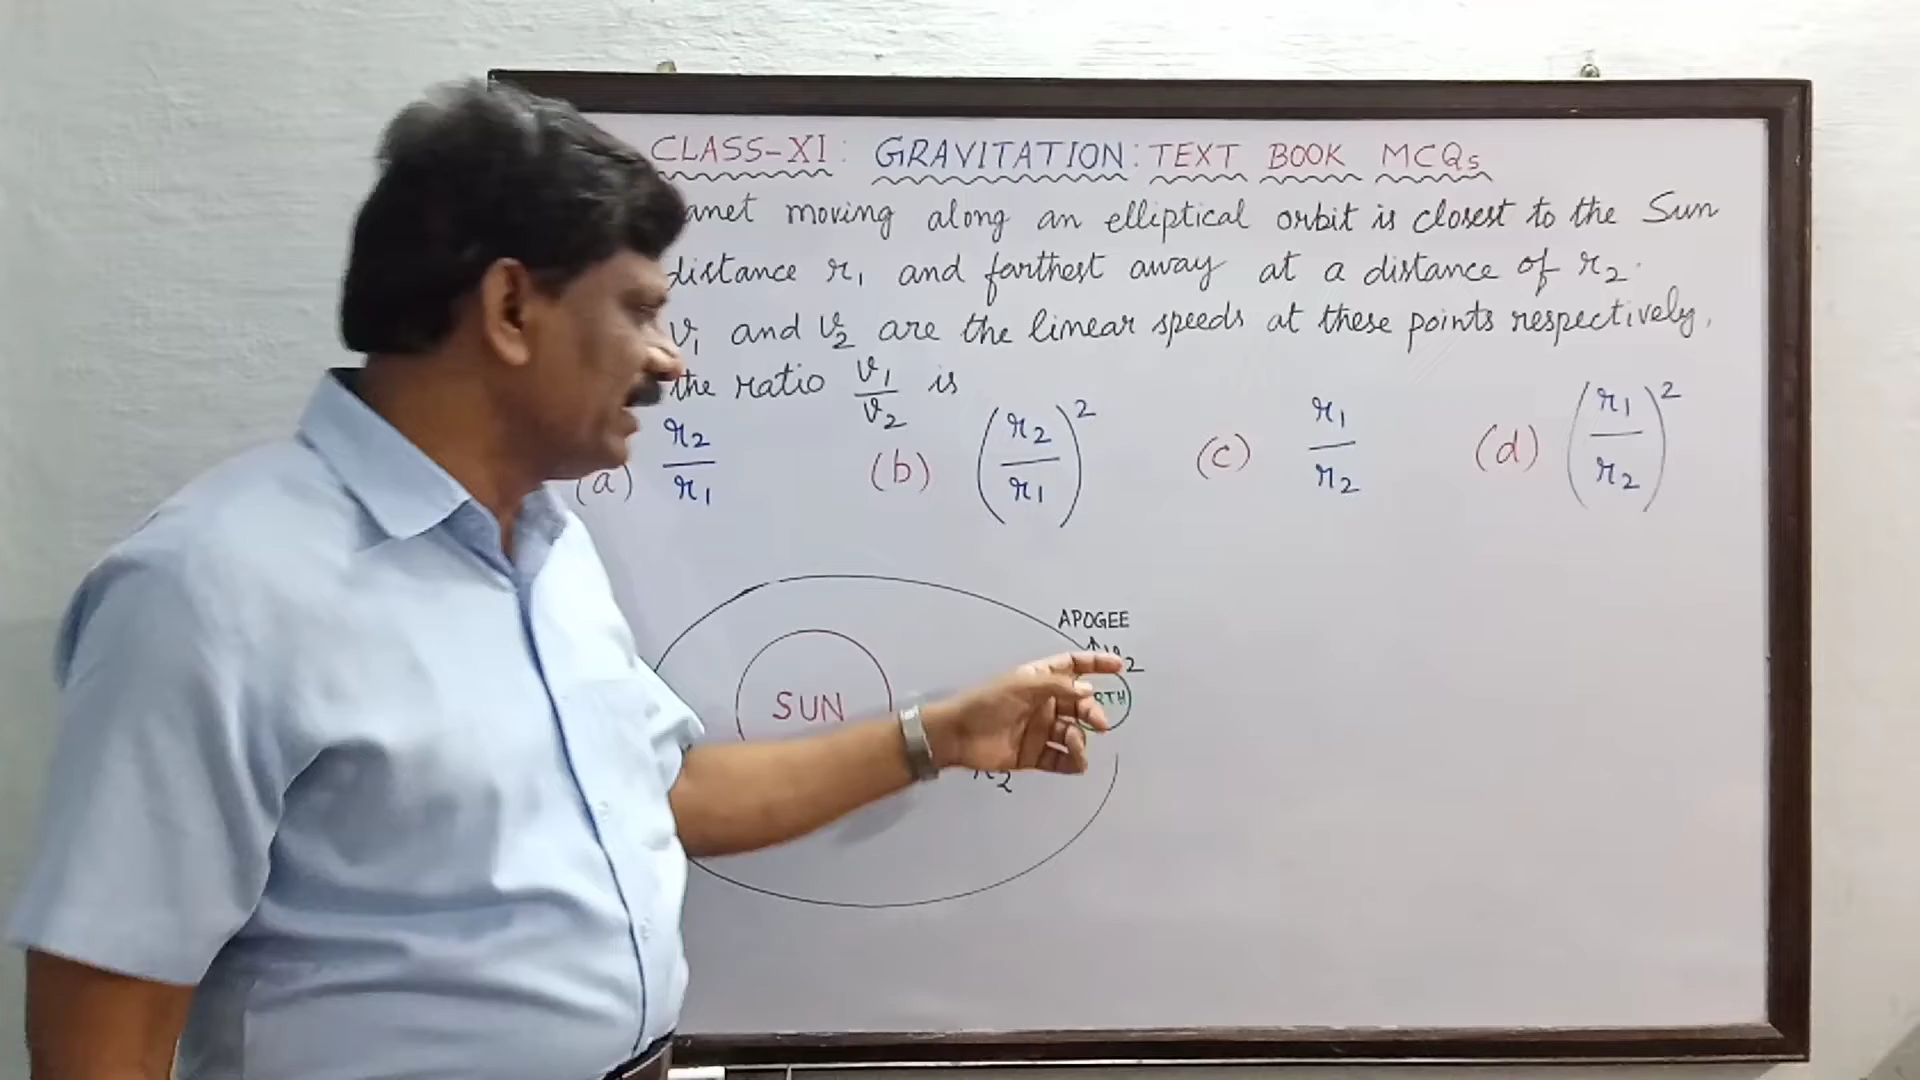 CLASS-XI: GRAVITATION: TEXT BOOK MCQs
moving along an elliptical orbit is closest to the Sun
distance r₁ and farthest away at a distance of r₂.
v₁ and v₂ are the linear speeds at these points respectively,
the ratio v₁/v₂ is
(a) r₂/r₁ (b) (r₂/r₁)² (c) r₁/r₂ (d) (r₁/r₂)²
APOGEE
v₂
SUN
r₂